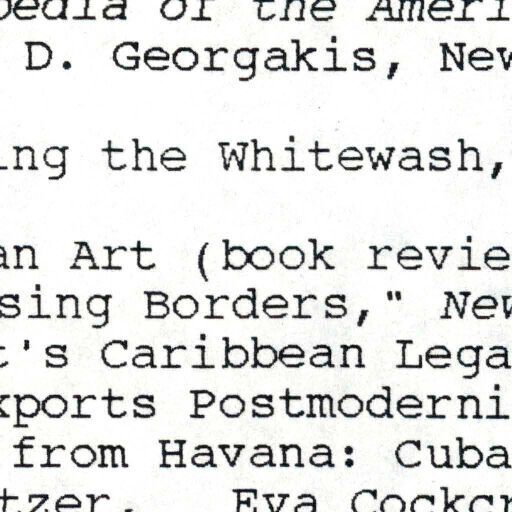 pedia of the Ameri
D. Georgakis, New
ing the Whitewash,
an Art (book revie
sing Borders," New
t's Caribbean Lega
xports Postmoderni
from Havana: Cuba
tzer, Eva Cockcr